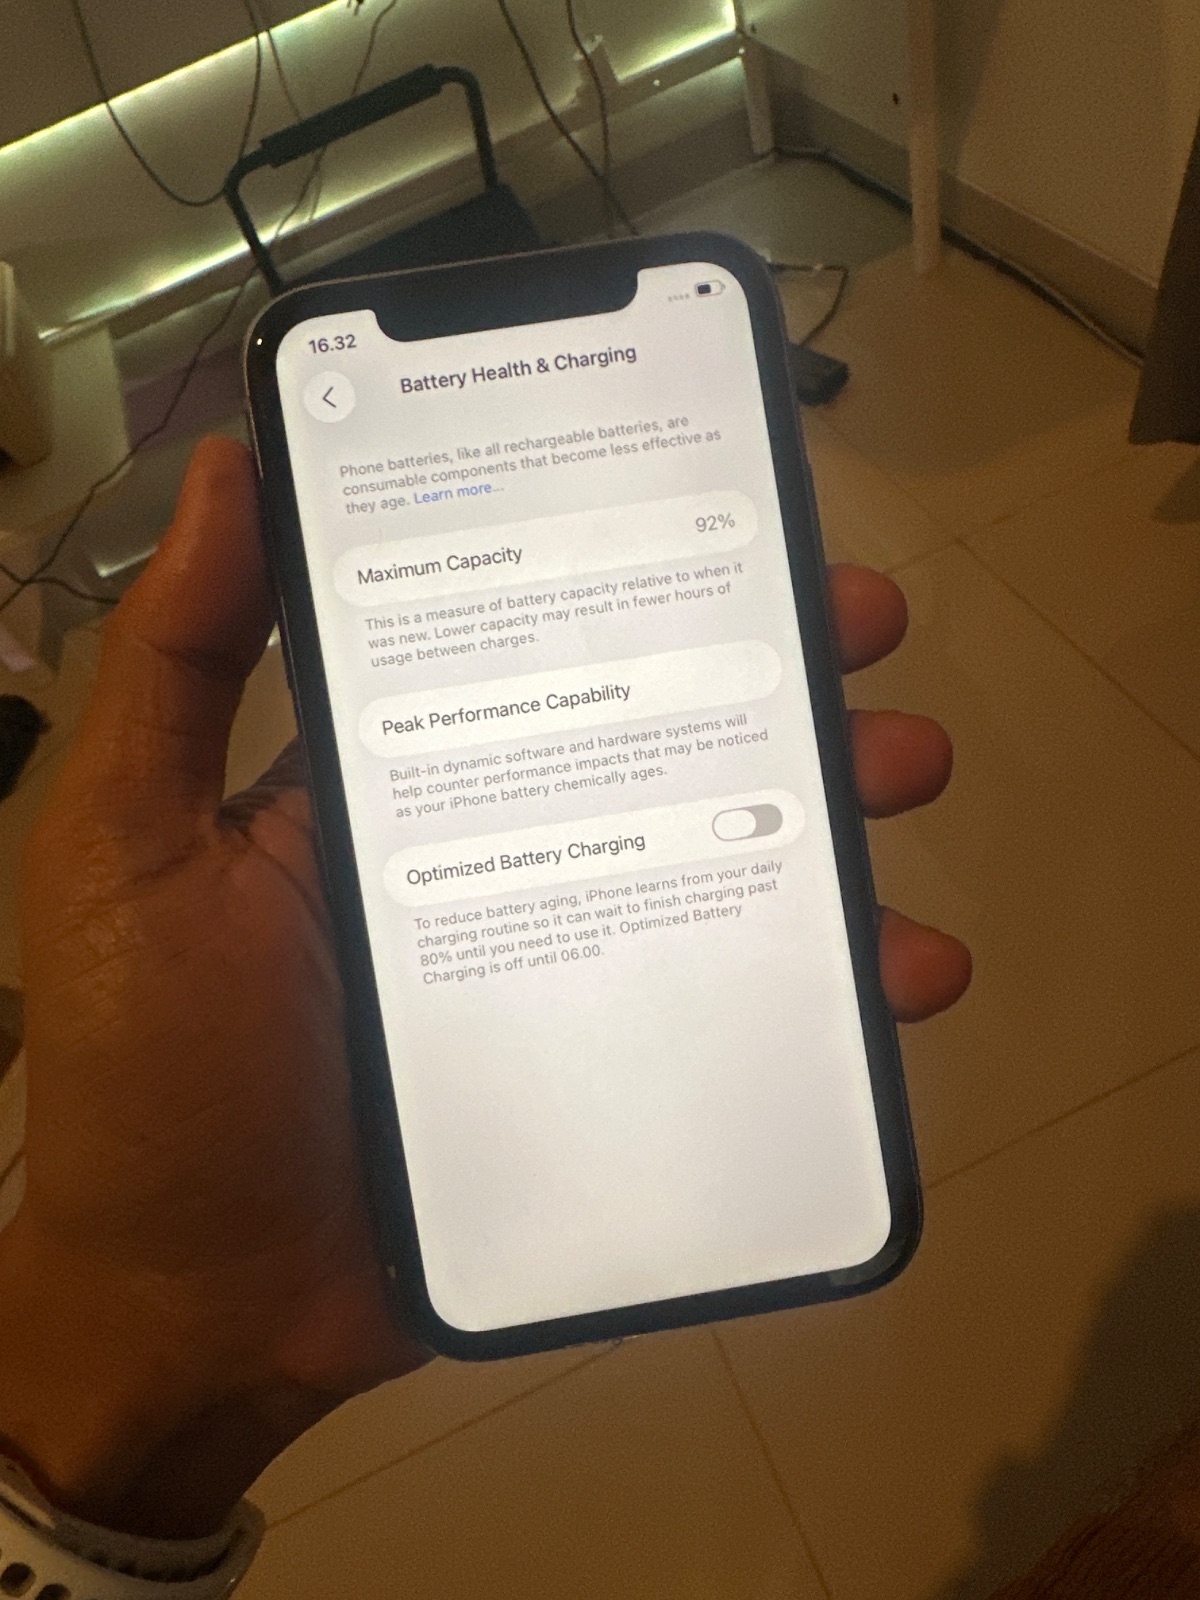 16.32
Battery Health & Charging
Phone batteries, like all rechargeable batteries, are
consumable components that become less effective as
they age. Learn more...
Maximum Capacity 92%
This is a measure of battery capacity relative to when it
was new. Lower capacity may result in fewer hours of
usage between charges.
Peak Performance Capability
Built-in dynamic software and hardware systems will
help counter performance impacts that may be noticed
as your iPhone battery chemically ages.
Optimized Battery Charging
To reduce battery aging, iPhone learns from your daily
charging routine so it can wait to finish charging past
80% until you need to use it. Optimized Battery
Charging is off until 06.00.